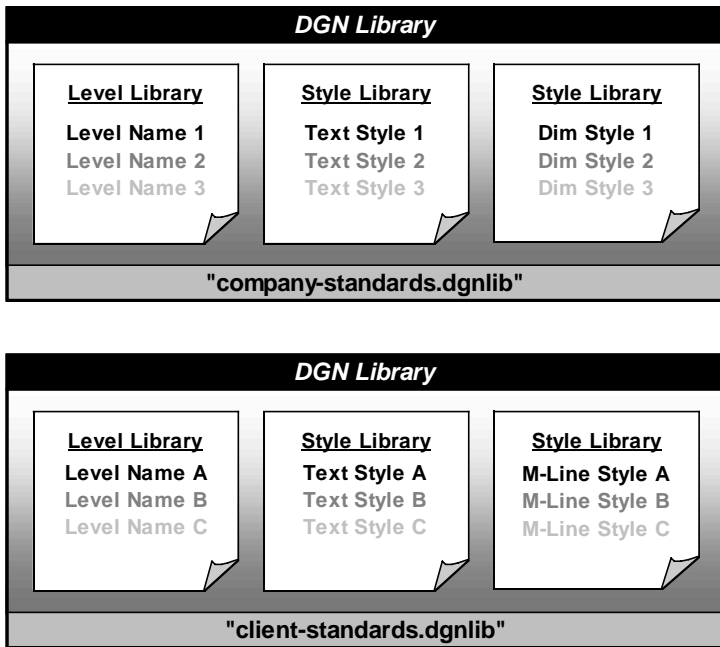 DGN Library
Level Library
Level Name 1
Level Name 2
Level Name 3
Style Library
Text Style 1
Text Style 2
Text Style 3
Style Library
Dim Style 1
Dim Style 2
Dim Style 3
"company-standards.dgnlib"
DGN Library
Level Library
Level Name A
Level Name B
Level Name C
Style Library
Text Style A
Text Style B
Text Style C
Style Library
M-Line Style A
M-Line Style B
M-Line Style C
"client-standards.dgnlib"